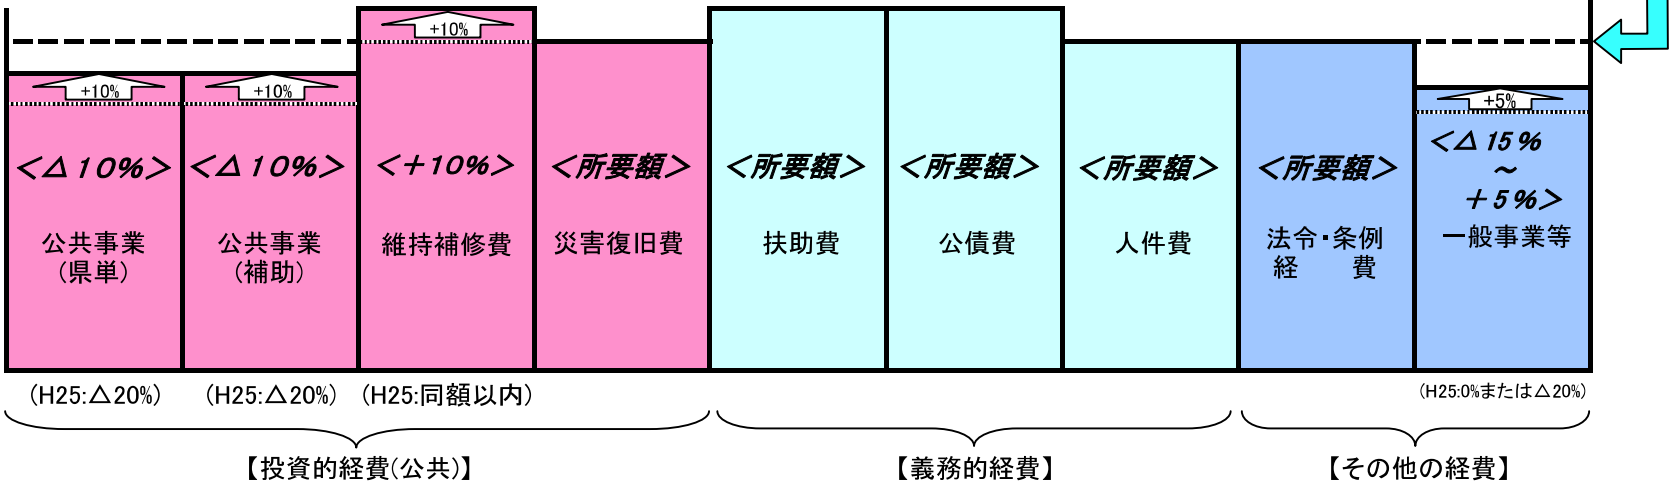 +10%
+10%
+10%
+5%
<△10%>
<△10%>
<+10%>
<所要額>
<所要額>
<所要額>
<所要額>
<所要額>
<△15%
～
+5%>
公共事業
(県単)
公共事業
(補助)
維持補修費
災害復旧費
扶助費
公債費
人件費
法令・条例
経　　費
一般事業等
(H25:△20%)
(H25:△20%)
(H25:同額以内)
(H25:0%または△20%)
【投資的経費(公共)】
【義務的経費】
【その他の経費】